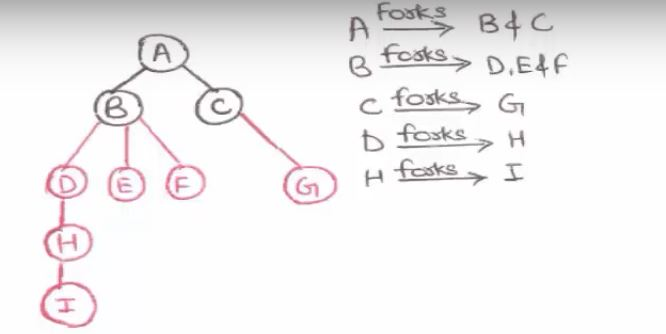 A forks B & C
B forks D, E & F
C forks G
D forks H
H forks I
A
B C
D E F G
H
I